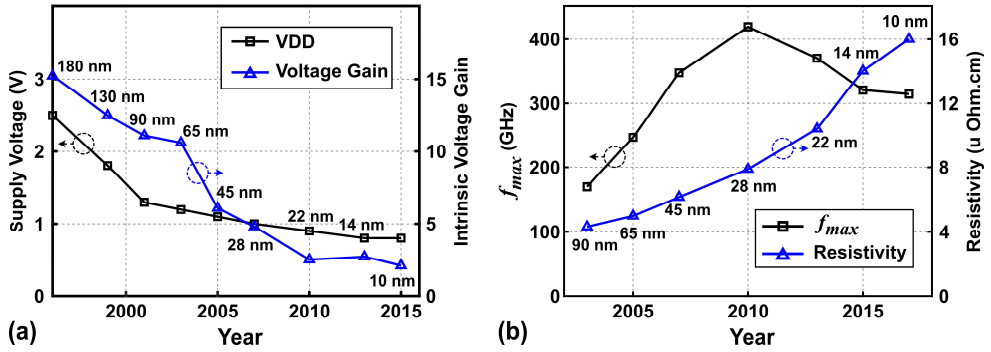 VDD
Voltage Gain
Supply Voltage (V)
3
2
1
0
15
10
5
0
Intrinsic Voltage Gain
180 nm
130 nm
90 nm
65 nm
45 nm
28 nm
22 nm
14 nm
10 nm
2000
2005
2010
2015
Year
(a)
f_max (GHz)
400
300
200
100
0
16
12
8
4
0
Resistivity (u Ohm.cm)
10 nm
14 nm
22 nm
28 nm
45 nm
65 nm
90 nm
f_max
Resistivity
2005
2010
2015
Year
(b)